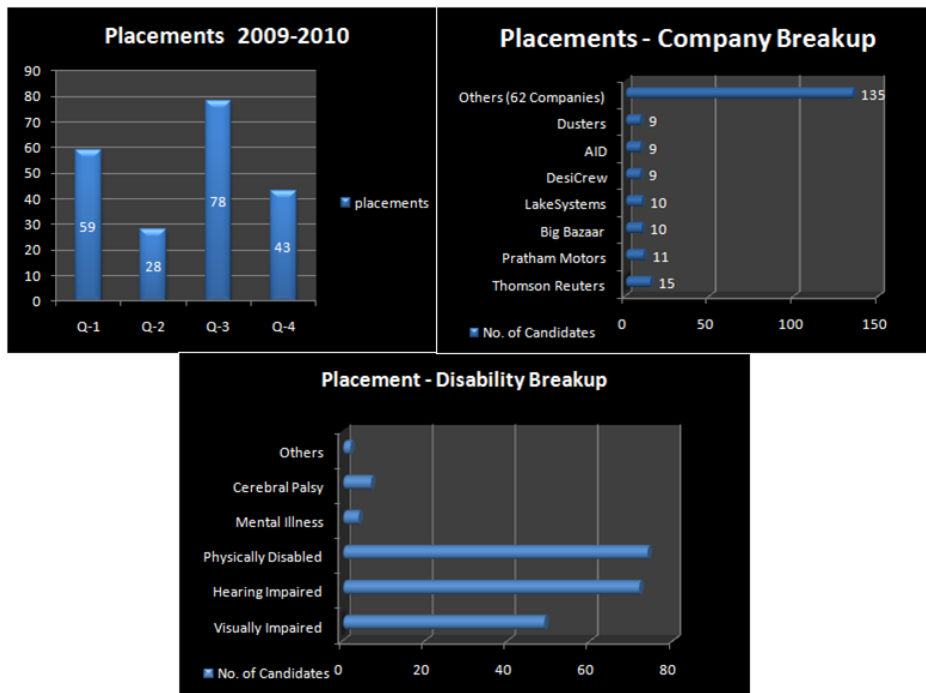 Placements 2009-2010
90
80
70
60
50
40
30
20
10
0
59
28
78
43
Q-1 Q-2 Q-3 Q-4
placements
Placements - Company Breakup
Others (62 Companies) 135
Dusters 9
AID 9
DesiCrew 9
LakeSystems 10
Big Bazaar 10
Pratham Motors 11
Thomson Reuters 15
0 50 100 150
No. of Candidates
Placement - Disability Breakup
Others
Cerebral Palsy
Mental Illness
Physically Disabled
Hearing Impaired
Visually Impaired
0 20 40 60 80
No. of Candidates